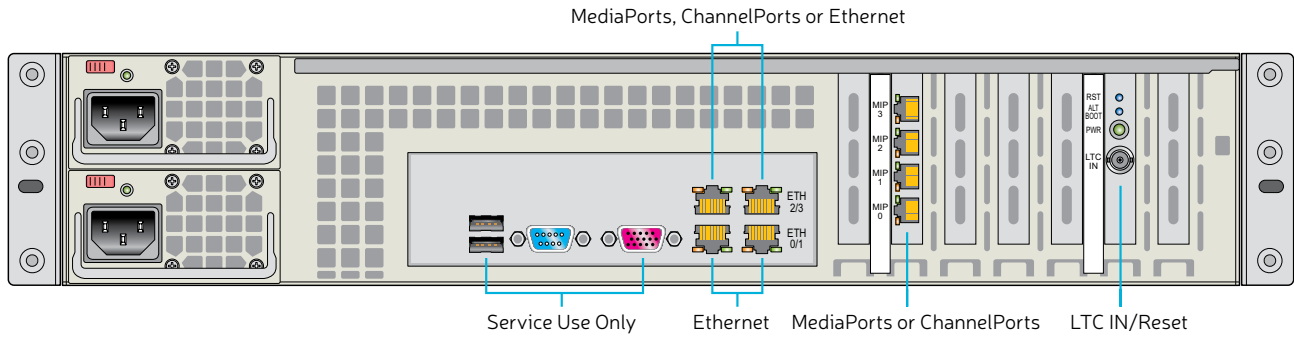 MediaPorts, ChannelPorts or Ethernet
MIP
3
MIP
2
MIP
1
MIP
0
RST
ALT
BOOT
PWR
LTC
IN
ETH
2/3
ETH
0/1
Service Use Only
Ethernet
MediaPorts or ChannelPorts
LTC IN/Reset